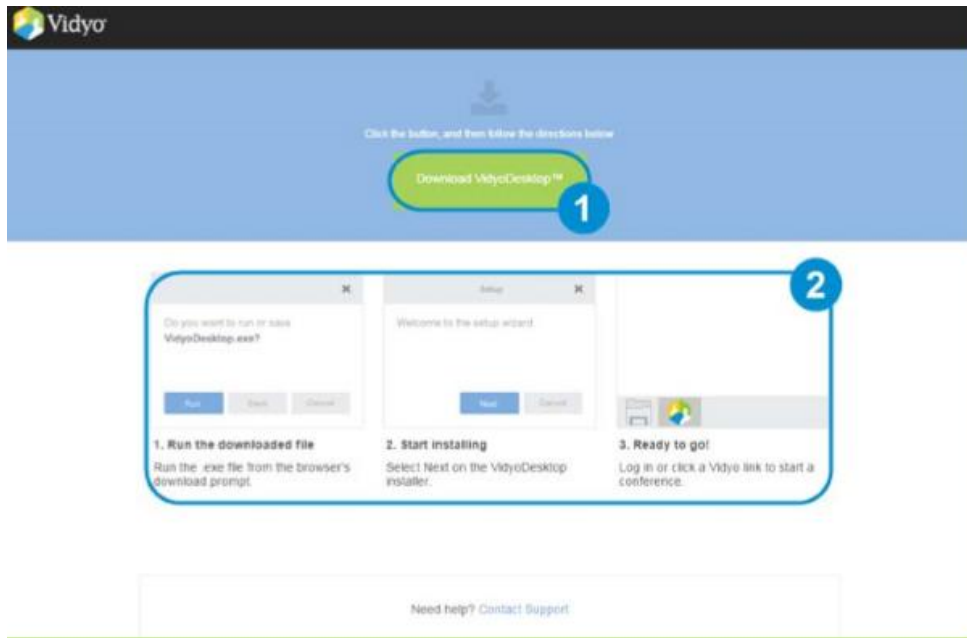 Vidyo
Click the button, and then follow the directions below
Download VidyoDesktop™
1
2
Do you want to run or save
VidyoDesktop.exe?
Run Save Cancel
Setup
Welcome to the setup wizard.
Next Cancel
1. Run the downloaded file
Run the .exe file from the browser's
download prompt.
2. Start installing
Select Next on the VidyoDesktop
installer.
3. Ready to go!
Log in or click a Vidyo link to start a
conference.
Need help? Contact Support